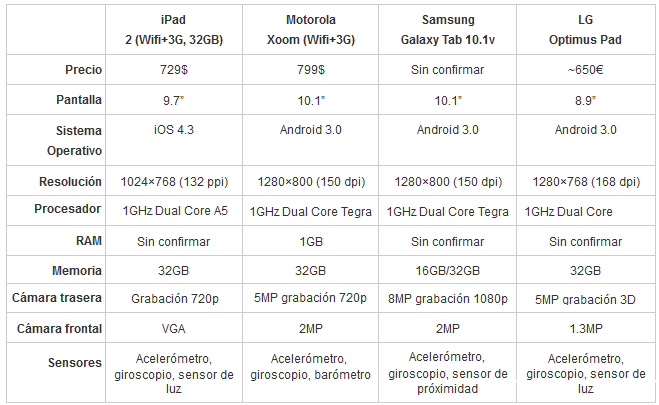 iPad Motorola Samsung LG
2 (Wifi+3G, 32GB) Xoom (Wifi+3G) Galaxy Tab 10.1v Optimus Pad
Precio 729$ 799$ Sin confirmar ~650€
Pantalla 9.7” 10.1” 10.1” 8.9”
Sistema iOS 4.3 Android 3.0 Android 3.0 Android 3.0
Operativo
Resolución 1024×768 (132 ppi) 1280×800 (150 dpi) 1280×800 (150 dpi) 1280×768 (168 dpi)
Procesador 1GHz Dual Core A5 1GHz Dual Core Tegra 1GHz Dual Core Tegra 1GHz Dual Core
RAM Sin confirmar 1GB Sin confirmar Sin confirmar
Memoria 32GB 32GB 16GB/32GB 32GB
Cámara trasera Grabación 720p 5MP grabación 720p 8MP grabación 1080p 5MP grabación 3D
Cámara frontal VGA 2MP 2MP 1.3MP
Sensores Acelerómetro, Acelerómetro, Acelerómetro, Acelerómetro,
giroscopio, sensor de giroscopio, barómetro giroscopio, sensor de giroscopio, sensor de
luz próximidad luz